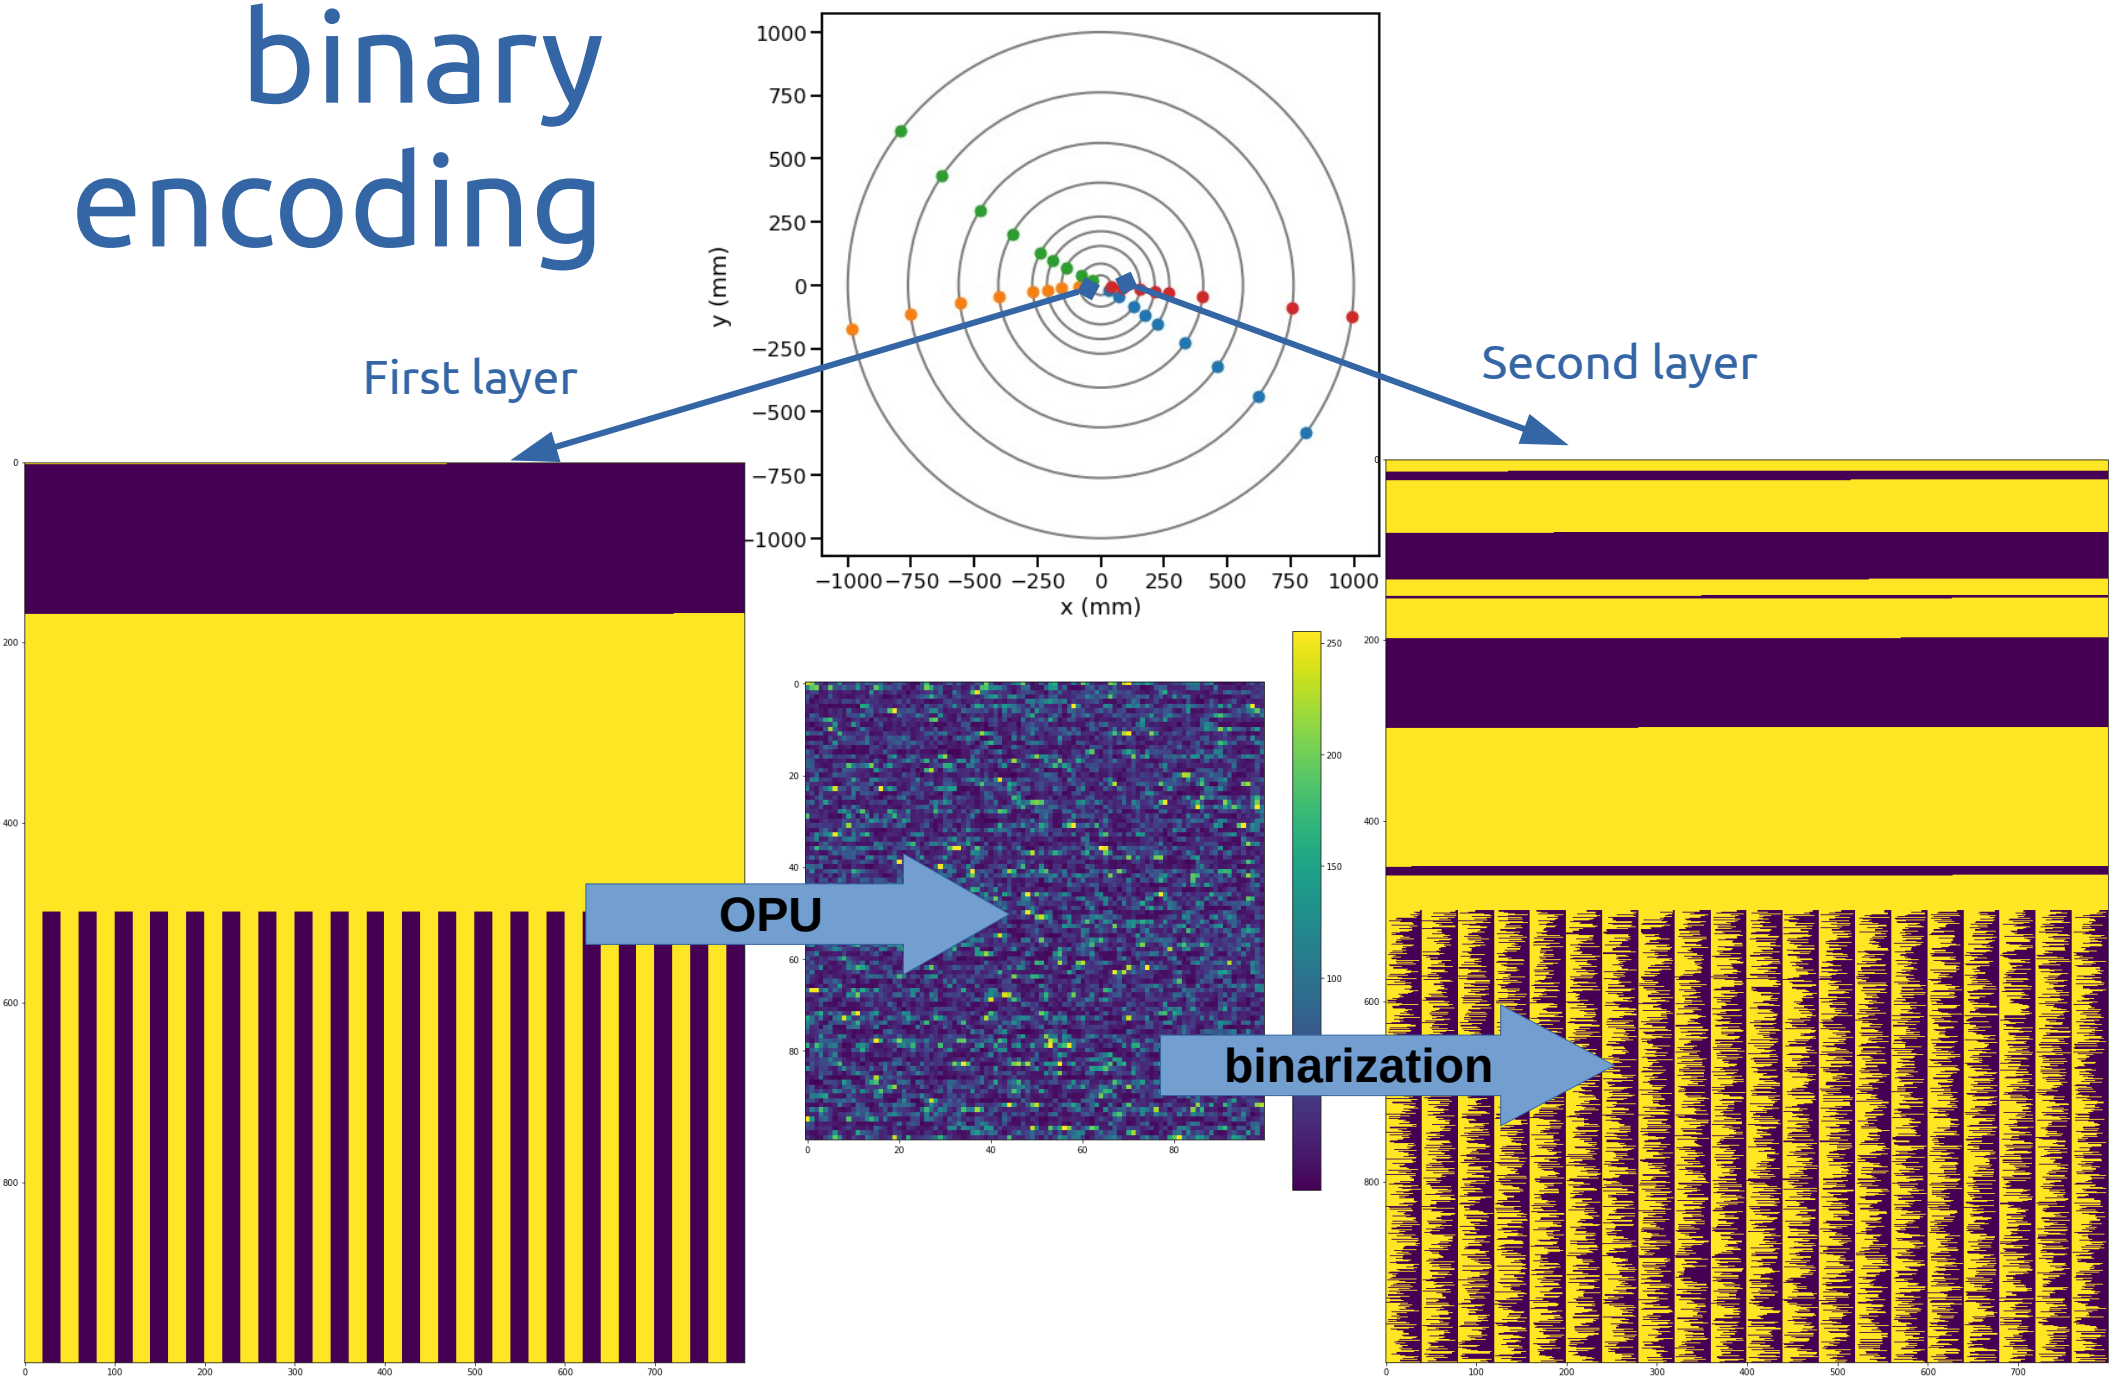 binary
encoding
1000
750
500
250
0
−250
−500
−750
−1000
y (mm)
−1000 −750 −500 −250 0 250 500 750 1000
x (mm)
First layer
Second layer
0
200
400
600
800
0 100 200 300 400 500 600 700
0
20
40
60
80
0 20 40 60 80
250
200
150
100
OPU
binarization
0
200
400
600
800
0 100 200 300 400 500 600 700